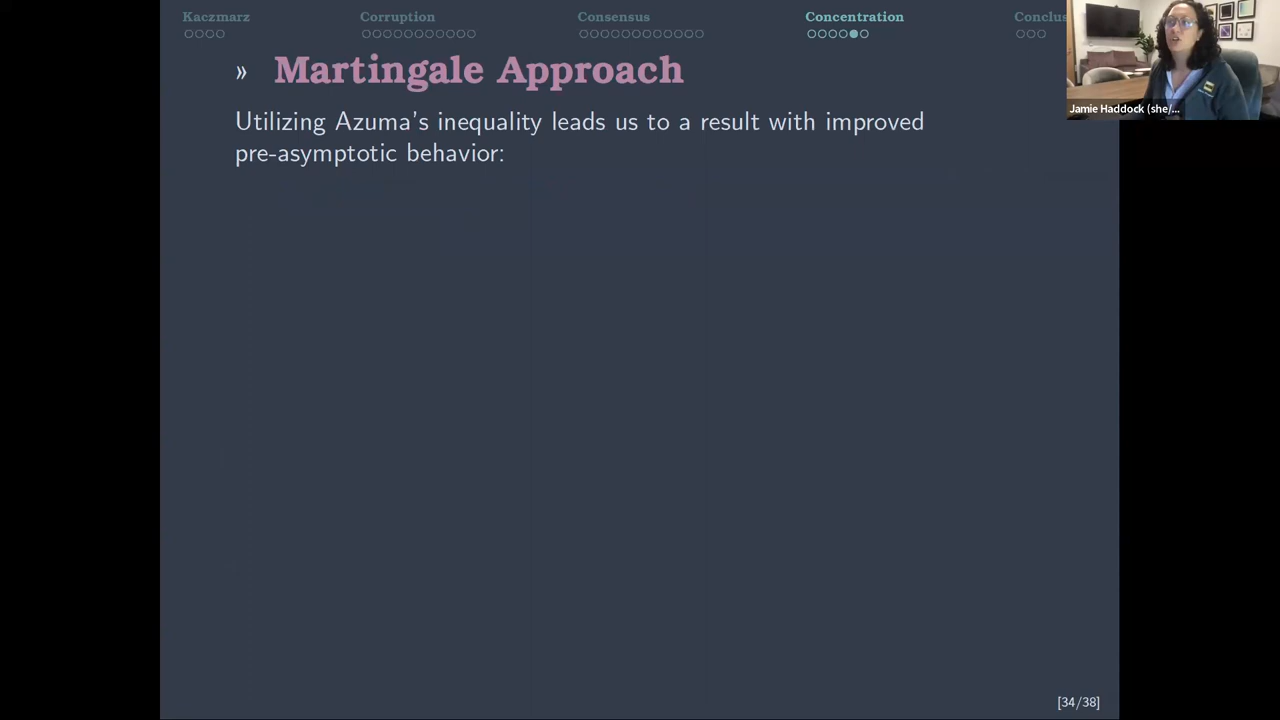 Kaczmarz Corruption Consensus Concentration Conclus
» Martingale Approach
Utilizing Azuma's inequality leads us to a result with improved
pre-asymptotic behavior:
Jamie Haddock (she/...
[34/38]